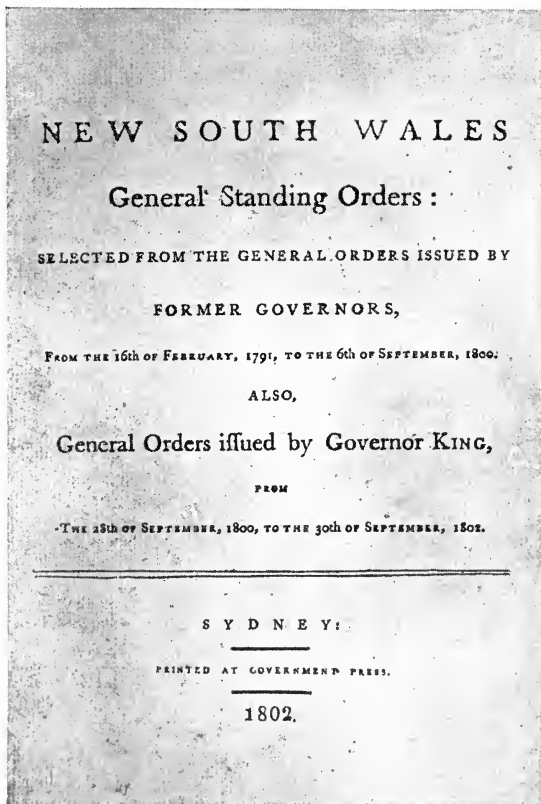 NEW SOUTH WALES
General Standing Orders:
SELECTED FROM THE GENERAL ORDERS ISSUED BY
FORMER GOVERNORS,
FROM THE 16th OF FEBRUARY, 1791, TO THE 6th OF SEPTEMBER, 1800.
ALSO,
General Orders iſſued by Governor KING,
FROM
THE 28th OF SEPTEMBER, 1800, TO THE 30th OF SEPTEMBER, 1802.
SYDNEY:
PRINTED AT GOVERNMENT PRESS.
1802.